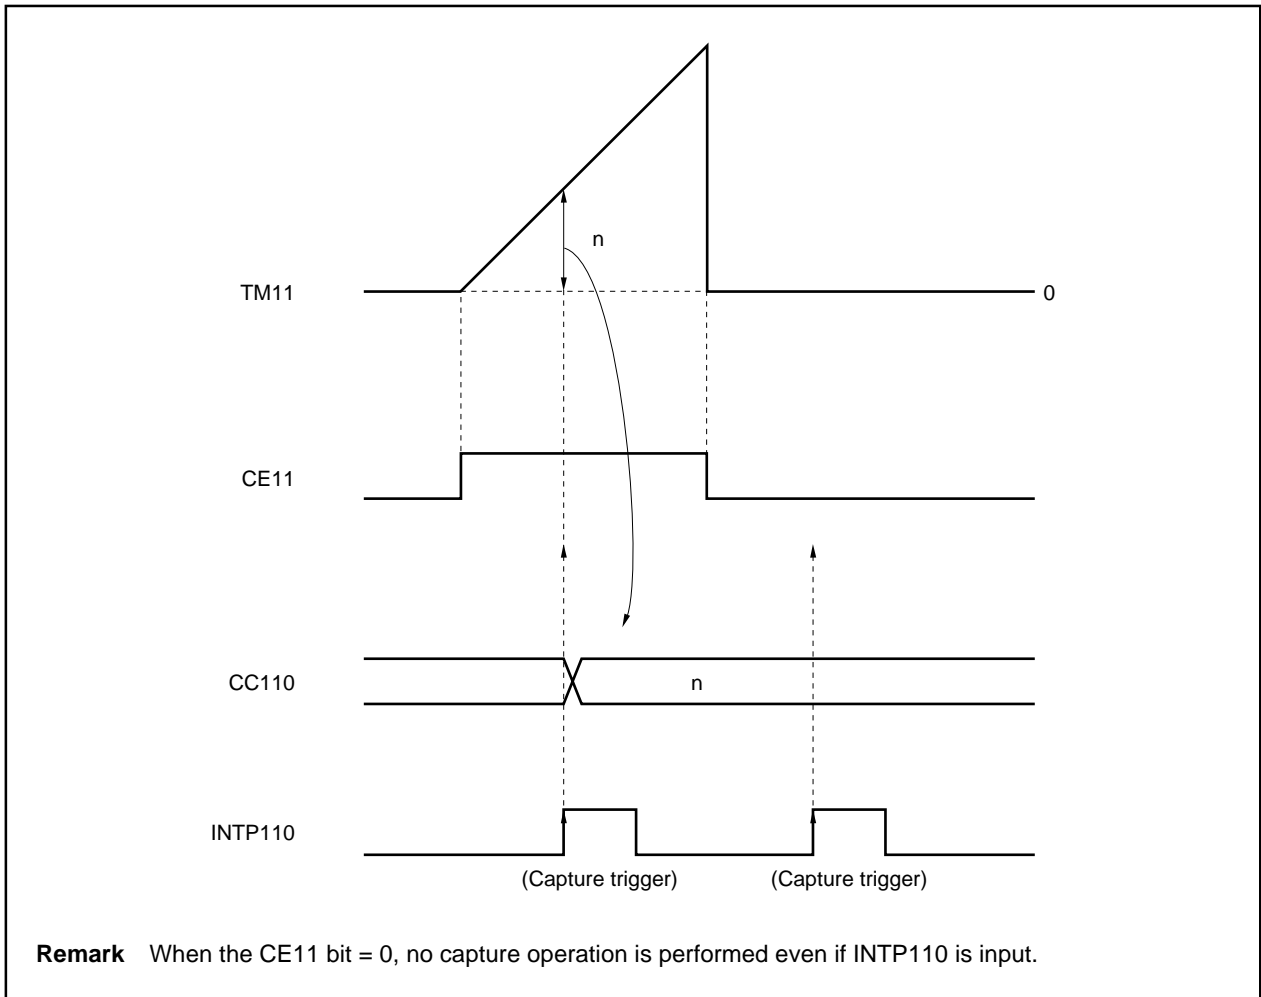 n
TM11
0
CE11
CC110
n
INTP110
(Capture trigger) (Capture trigger)
Remark When the CE11 bit = 0, no capture operation is performed even if INTP110 is input.